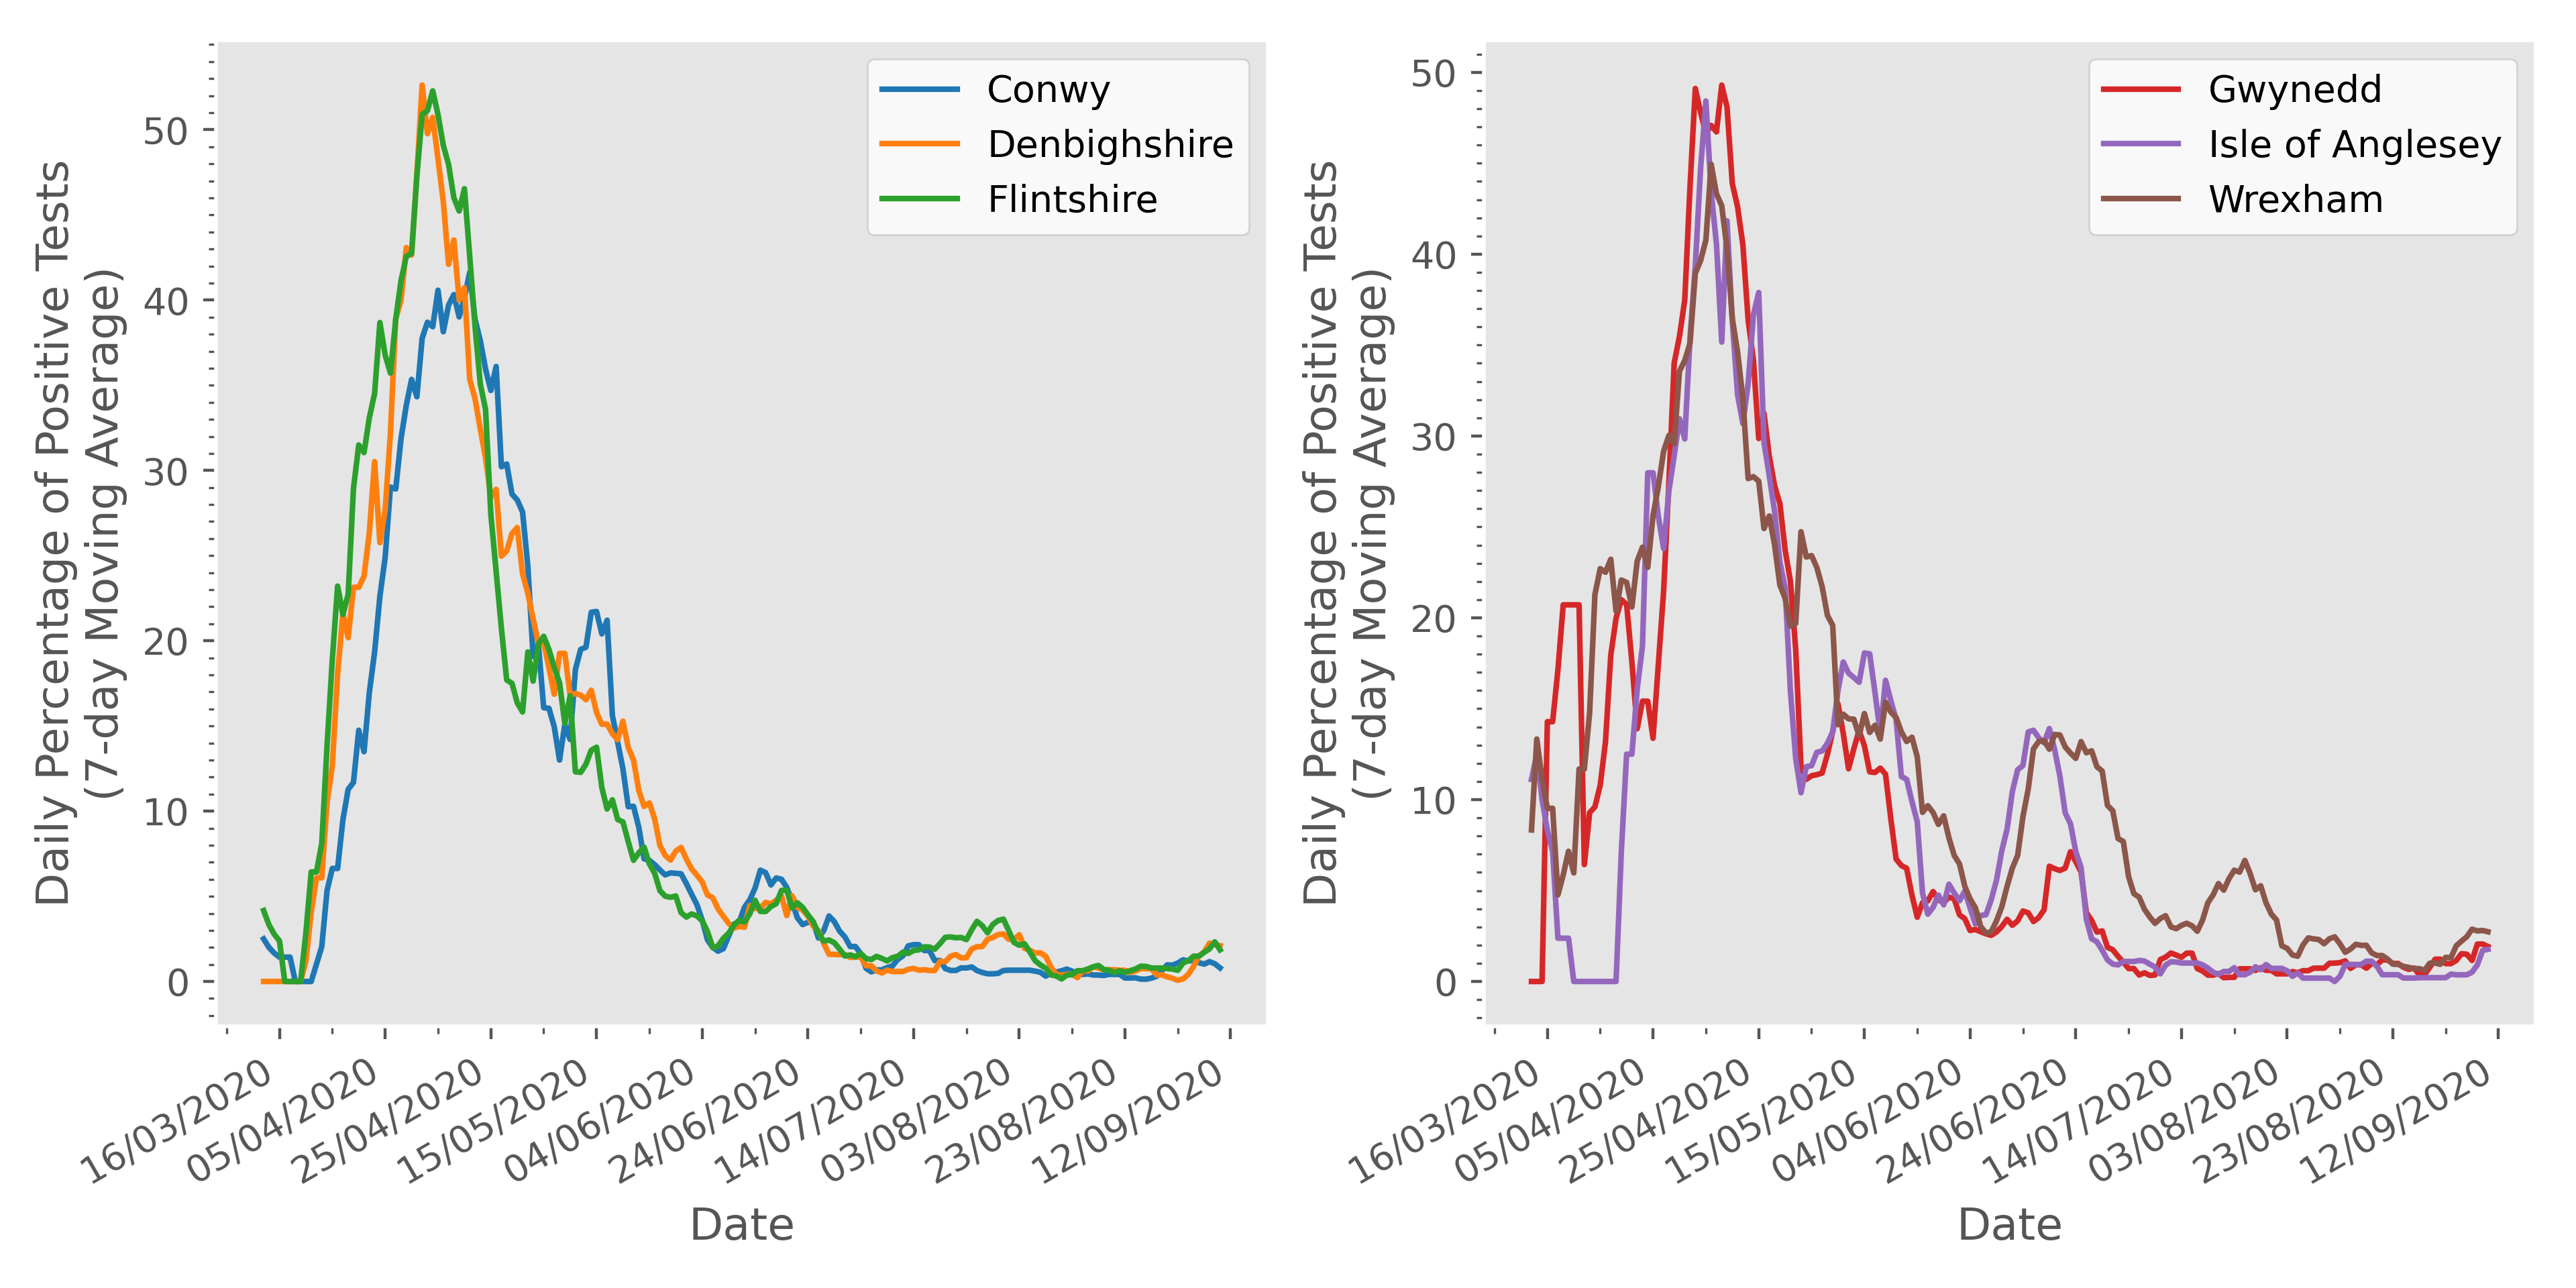 Daily Percentage of Positive Tests
(7-day Moving Average)
50
40
30
20
10
0
Conwy
Denbighshire
Flintshire
16/03/2020
05/04/2020
25/04/2020
15/05/2020
04/06/2020
24/06/2020
14/07/2020
03/08/2020
23/08/2020
12/09/2020
Date
Daily Percentage of Positive Tests
(7-day Moving Average)
50
40
30
20
10
0
Gwynedd
Isle of Anglesey
Wrexham
16/03/2020
05/04/2020
25/04/2020
15/05/2020
04/06/2020
24/06/2020
14/07/2020
03/08/2020
23/08/2020
12/09/2020
Date